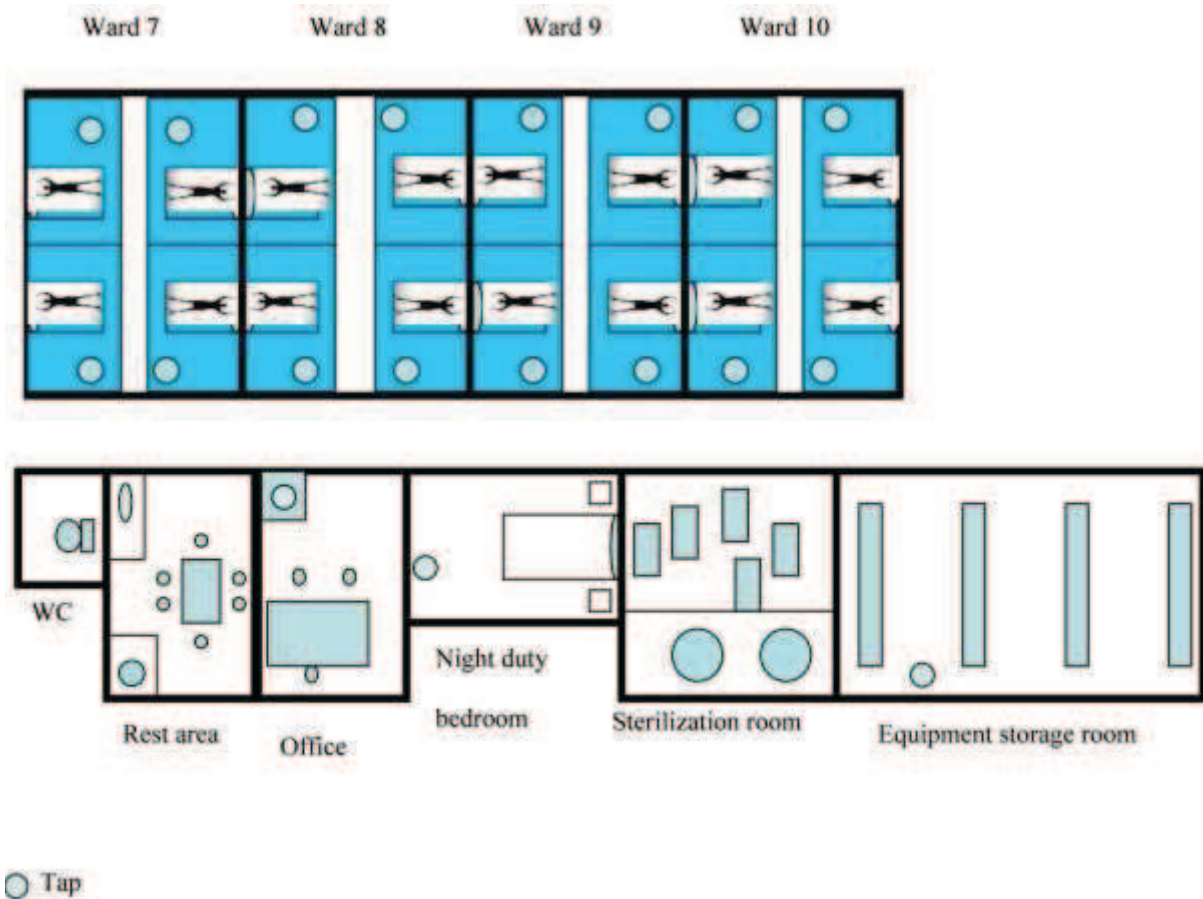 Ward 7 Ward 8 Ward 9 Ward 10
WC
Rest area
Office
Night duty
bedroom
Sterilization room
Equipment storage room
Tap